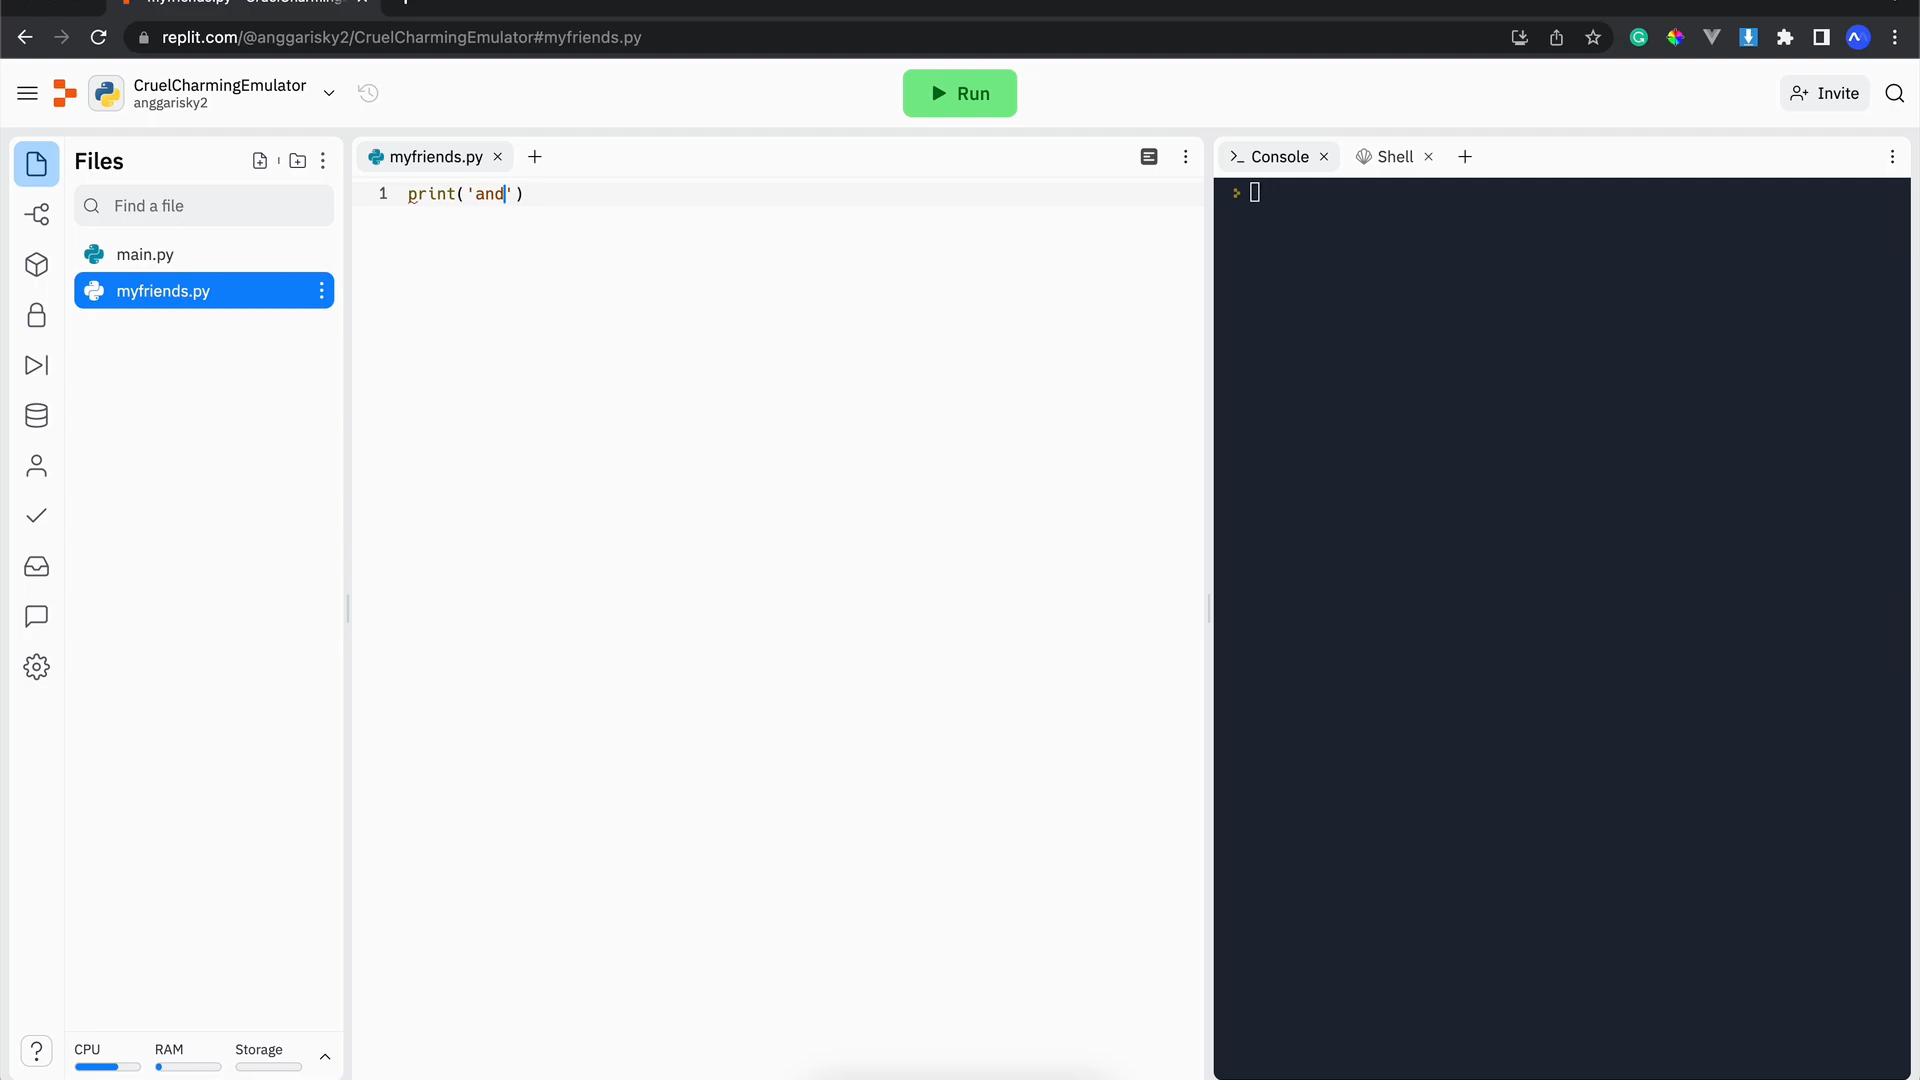 replit.com/@anggarisky2/CruelCharmingEmulator#myfriends.py
CruelCharmingEmulator
anggarisky2
Run
Invite
Files
Find a file
main.py
myfriends.py
CPU
RAM
Storage
myfriends.py
1 print('and')
Console
Shell